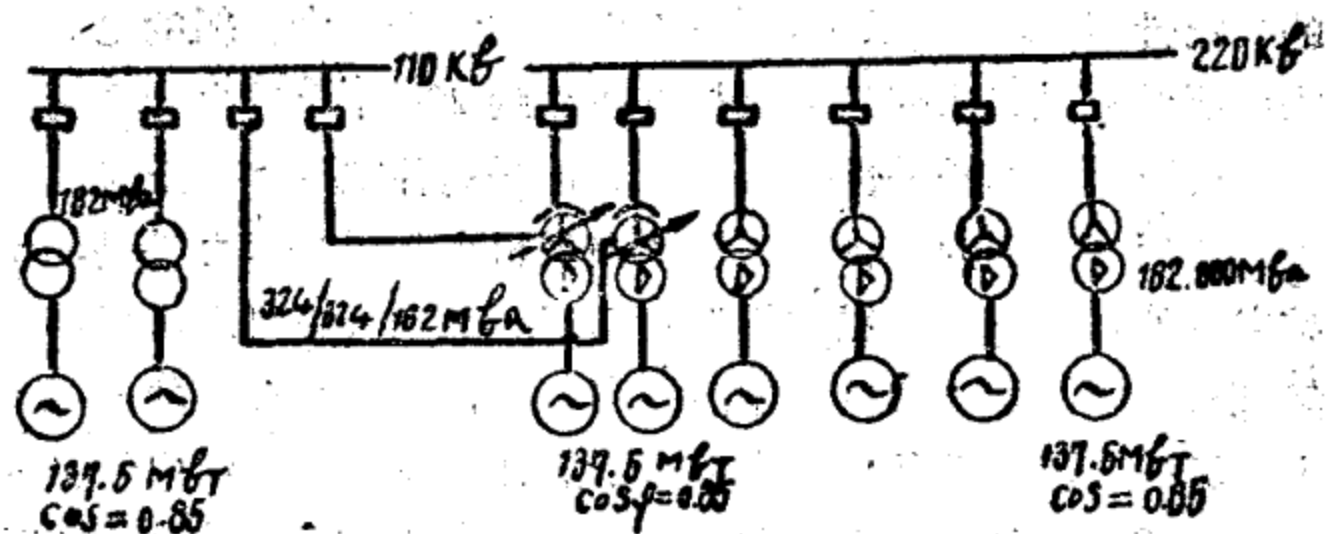 110 Кв
220 Кв
182 мва
324/324/162 мва
182.000 мва
137.5 мвт
cos = 0.85
137.5 мвт
cosφ = 0.85
137.5 мвт
cos = 0.85